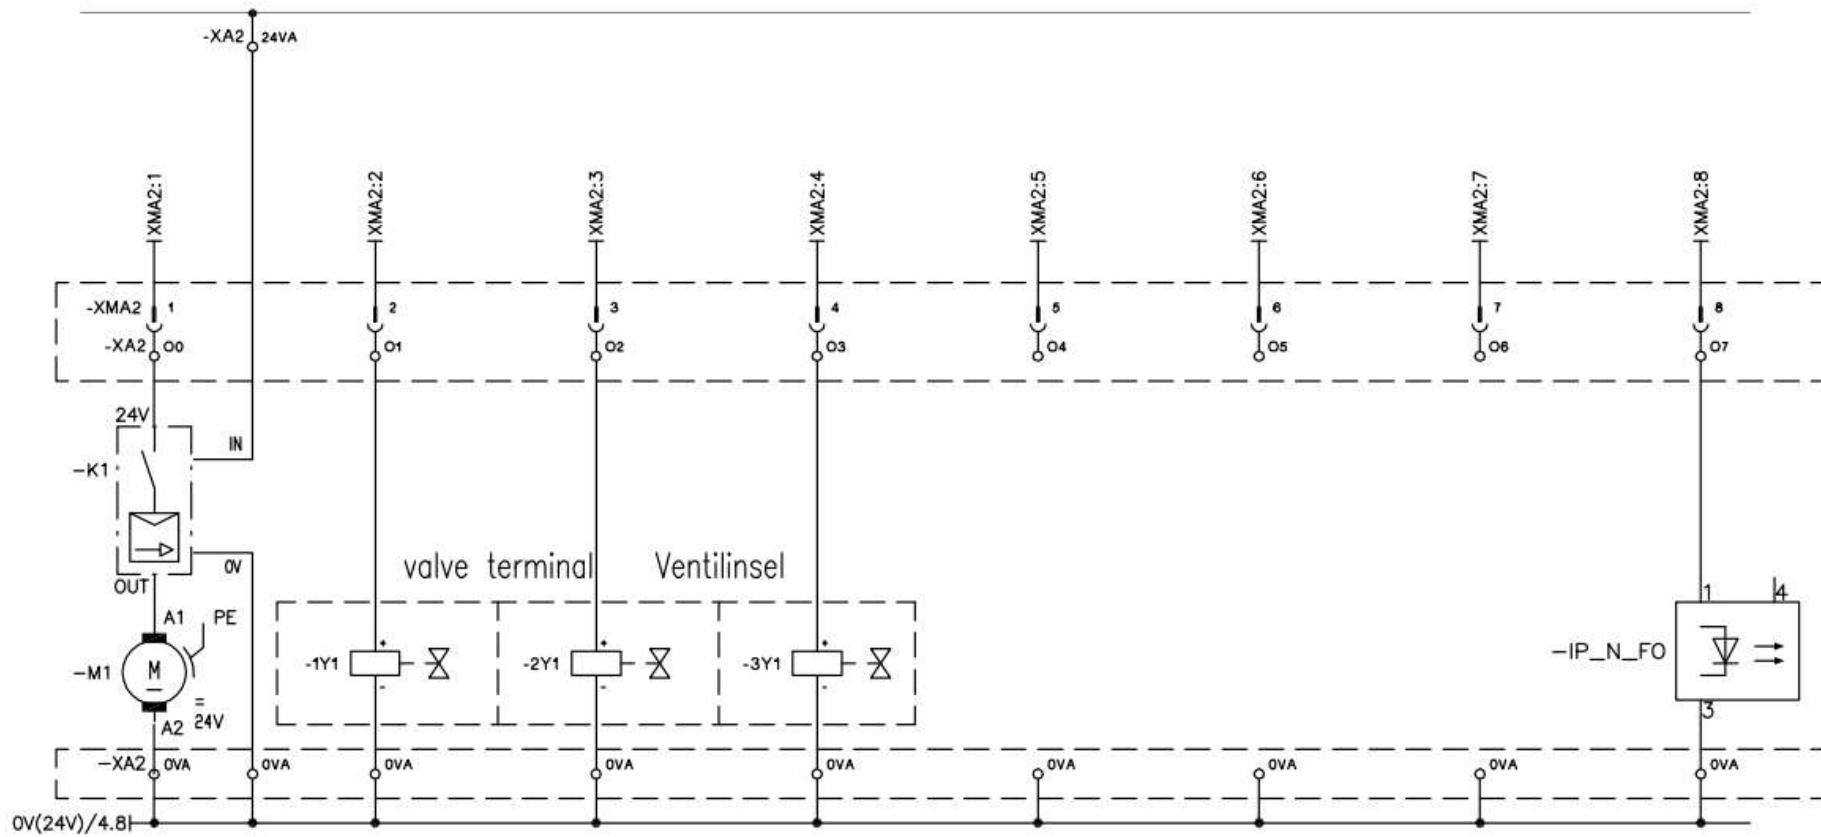 -XA2 24VA
XMA2:1 XMA2:2 XMA2:3 XMA2:4 XMA2:5 XMA2:6 XMA2:7 XMA2:8
-XMA2 1 2 3 4 5 6 7 8
-XA2 O0 O1 O2 O3 O4 O5 O6 O7
24V
IN
-K1
0V
OUT
valve terminal Ventilinsel
A1 PE
1 4
-M1 M
+ + +
-1Y1 -2Y1 -3Y1
- - -
-IP_N_FO
=
24V
A2
3
-XA2 0VA 0VA 0VA 0VA 0VA 0VA 0VA 0VA 0VA
0V(24V)/4.8